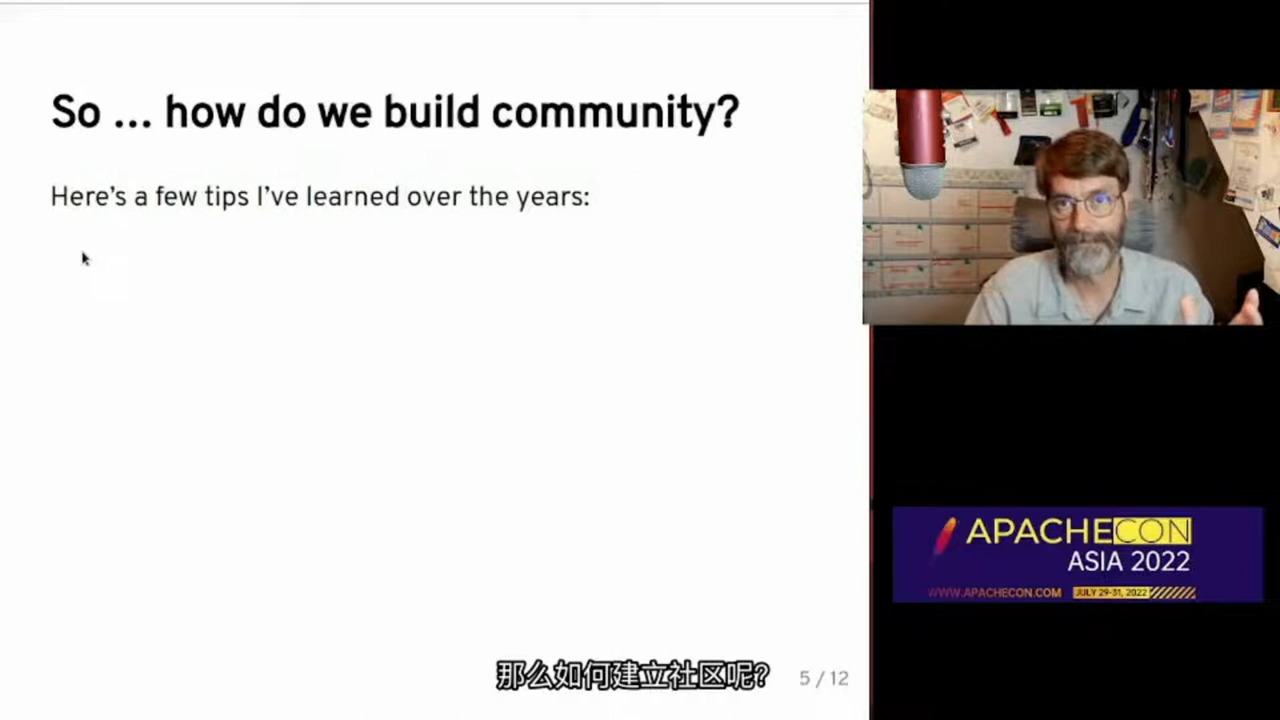 So ... how do we build community?
Here's a few tips I've learned over the years:
APACHECON
ASIA 2022
WWW.APACHECON.COM
JULY 29-31, 2022
那么如何建立社区呢?
5 / 12